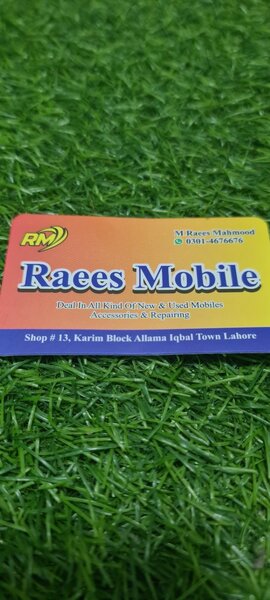 RM
M Raees Mahmood
0301-4676676
Raees Mobile
Deal In All Kind Of New & Used Mobiles
Accessories & Repairing
Shop # 13, Karim Block Allama Iqbal Town Lahore